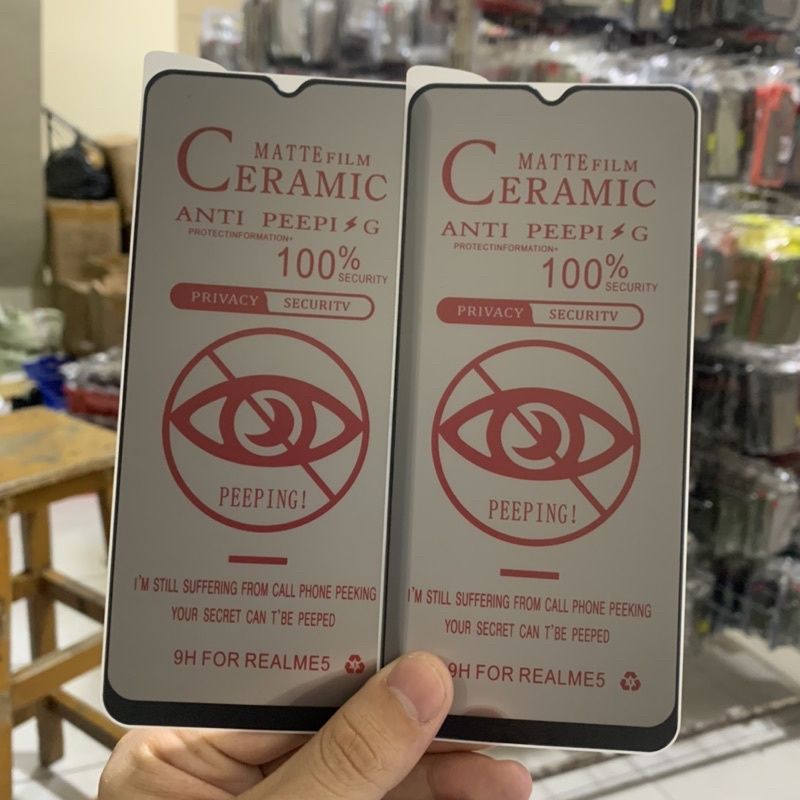 MATTE FILM
CERAMIC
ANTI PEEPI⚡G
PROTECTINFORMATION+
100%
SECURITY
PRIVACY SECURITV
PEEPING!
I'M STILL SUFFERING FROM CALL PHONE PEEKING
YOUR SECRET CAN T'BE PEEPED
9H FOR REALME5
MATTE FILM
CERAMIC
ANTI PEEPI⚡G
PROTECTINFORMATION+
100%
SECURITY
PRIVACY SECURITV
PEEPING!
I'M STILL SUFFERING FROM CALL PHONE PEEKING
YOUR SECRET CAN T'BE PEEPED
9H FOR REALME5